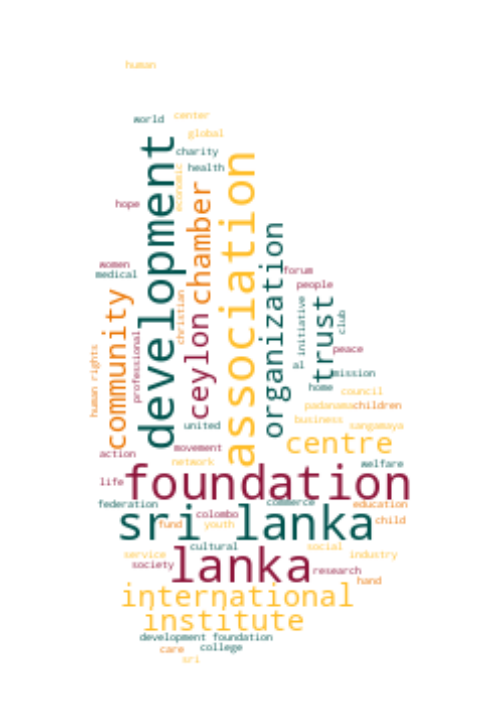 human
world
center
global
charity
health
economic
development
association
chamber
hope
organization
women
medical
forum
people
community
christian
ceylon
initiative
trust
club
professional
human rights
peace
al
mission
home
council
padanama
children
business
sangamaya
united
centre
action
movement
network
welfare
life
foundation
federation
commerce
education
sri lanka
colombo
fund
youth
child
cultural
social
service
industry
society
lanka
research
hand
international
institute
development foundation
care
college
sri